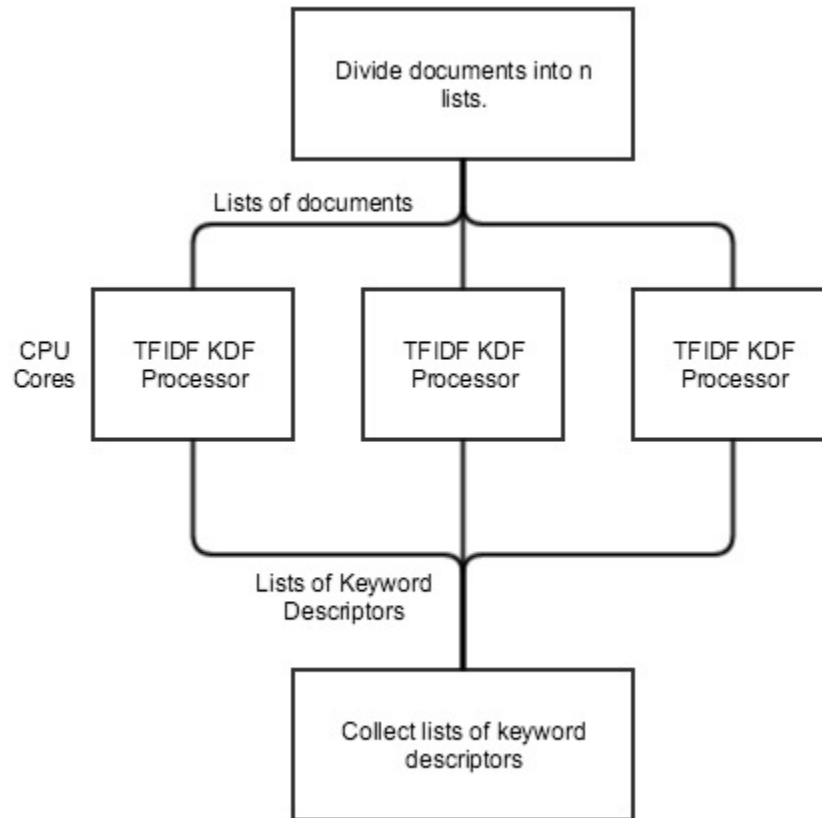 Divide documents into n
lists.
Lists of documents
CPU
Cores
TFIDF KDF
Processor
TFIDF KDF
Processor
TFIDF KDF
Processor
Lists of Keyword
Descriptors
Collect lists of keyword
descriptors